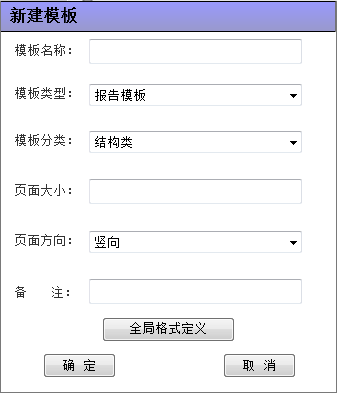 新建模板
模板名称:
模板类型: 报告模板
模板分类: 结构类
页面大小:
页面方向: 竖向
备 注:
全局格式定义
确 定 取 消